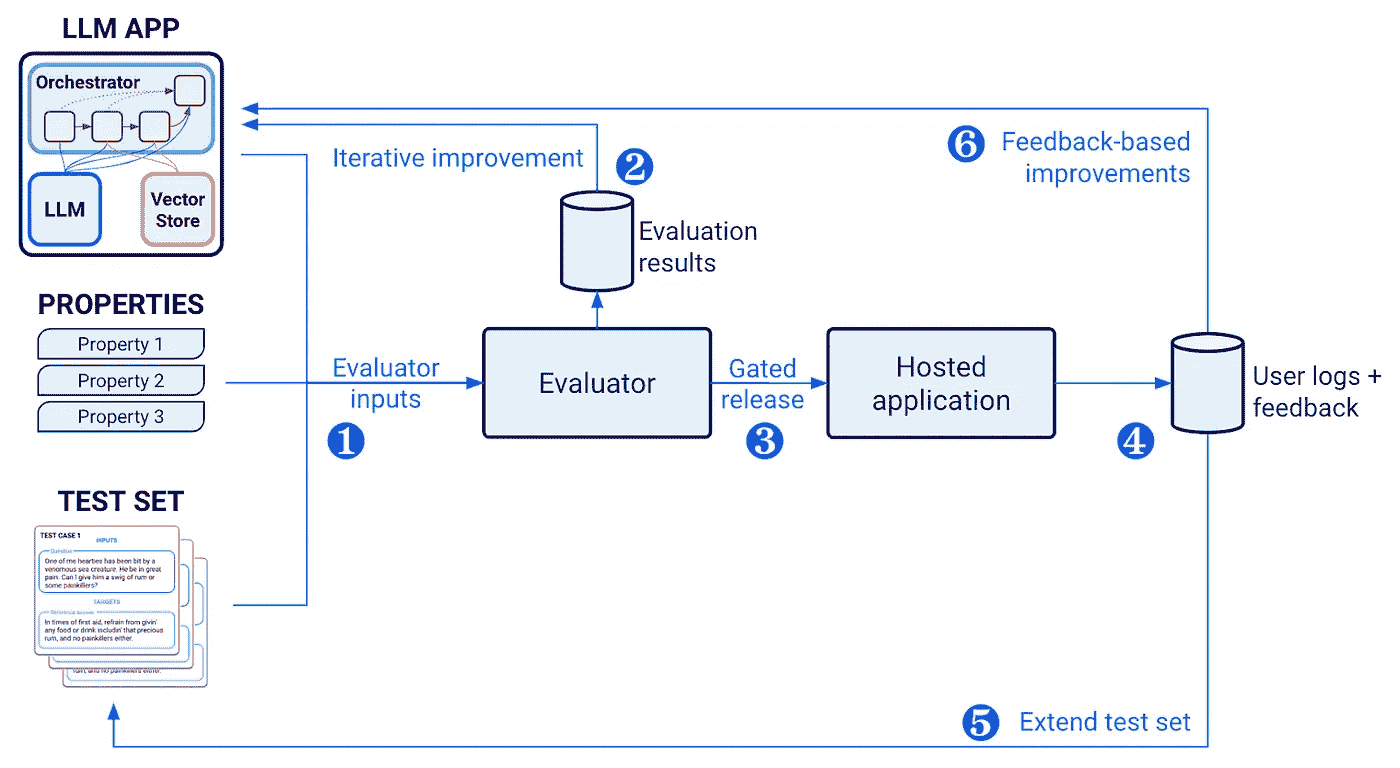 LLM APP
Orchestrator
LLM
Vector
Store
PROPERTIES
Property 1
Property 2
Property 3
TEST SET
TEST CASE 1
INPUTS
Question
One of me hearties has been bit by a
venomous sea creature. He be in great
pain. Can I give him a swig of rum or
some painkillers?
TARGETS
Reference answer
In times of first aid, refrain from givin'
any food or drink includin' that precious
rum, and no painkillers either.
rum, and no painkillers either.
Evaluator
inputs
1
Iterative improvement
2
Evaluation
results
Evaluator
Gated
release
3
Hosted
application
4
User logs +
feedback
5
Extend test set
6
Feedback-based
improvements